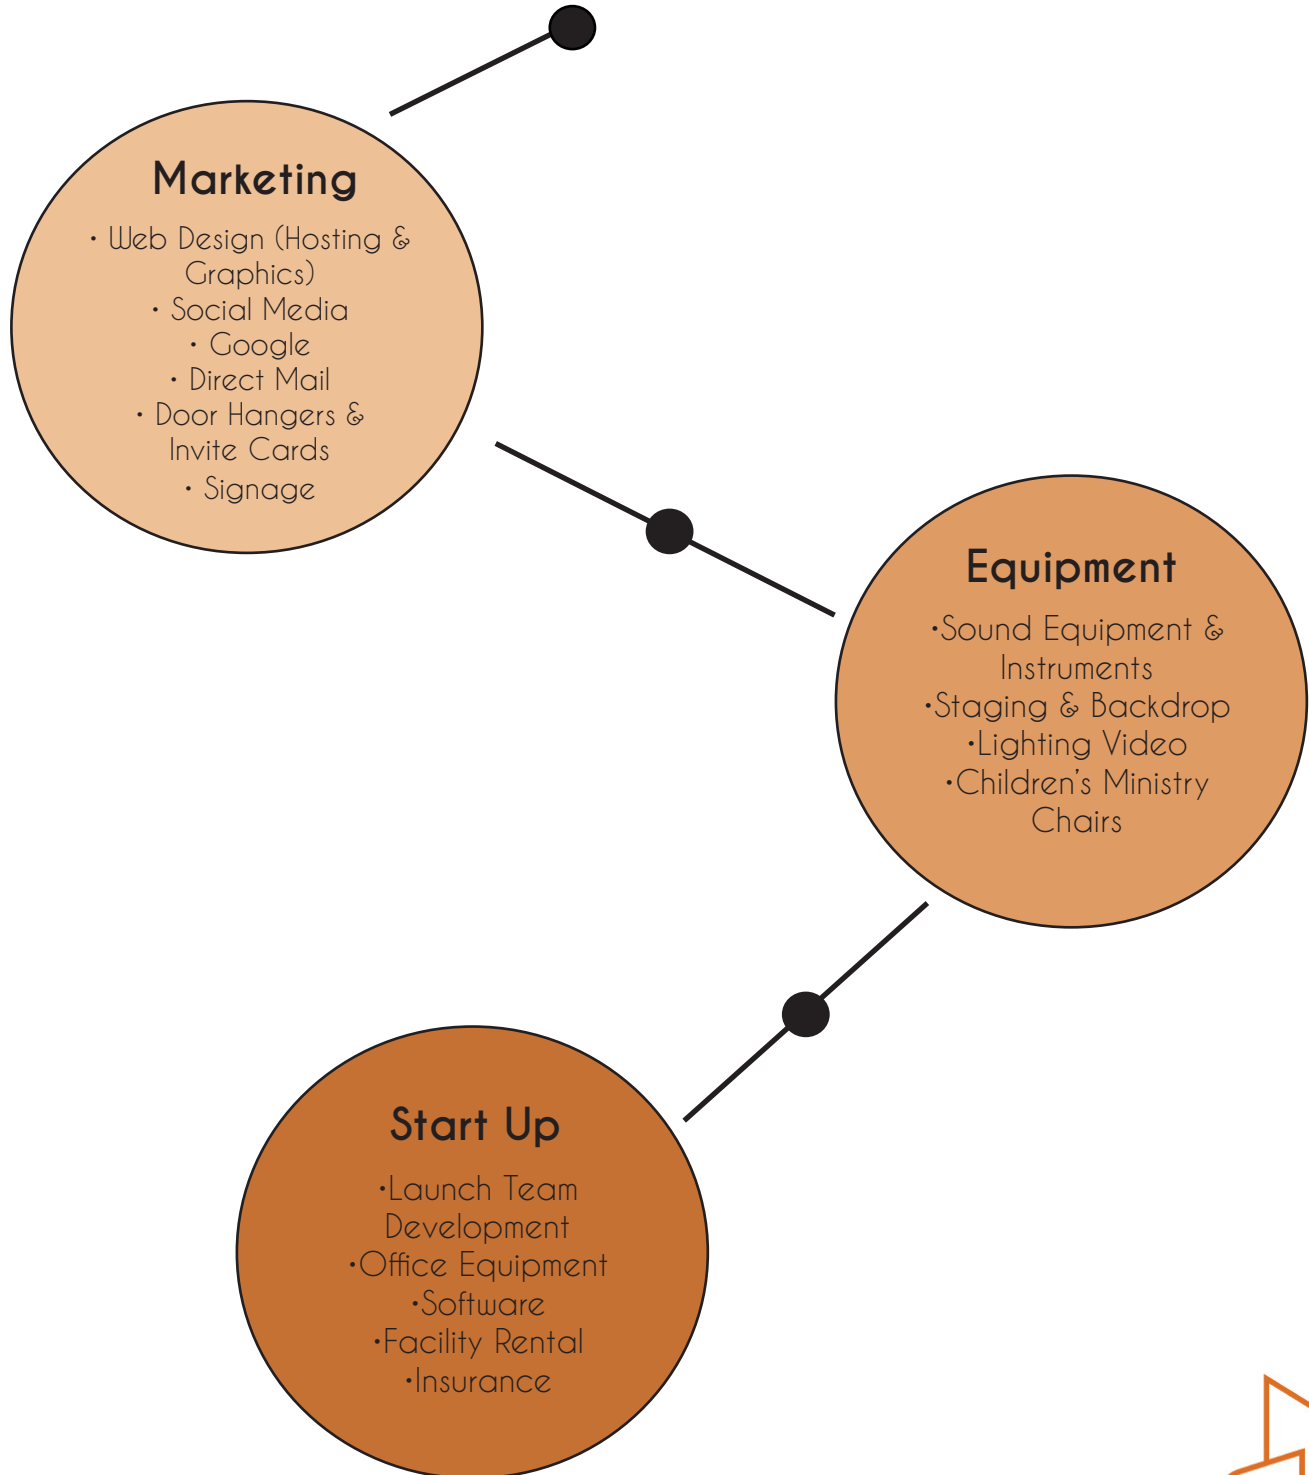 Marketing
• Web Design (Hosting &
Graphics)
• Social Media
• Google
• Direct Mail
• Door Hangers &
Invite Cards
• Signage
Equipment
•Sound Equipment &
Instruments
•Staging & Backdrop
•Lighting Video
•Children's Ministry
Chairs
Start Up
•Launch Team
Development
•Office Equipment
•Software
•Facility Rental
•Insurance